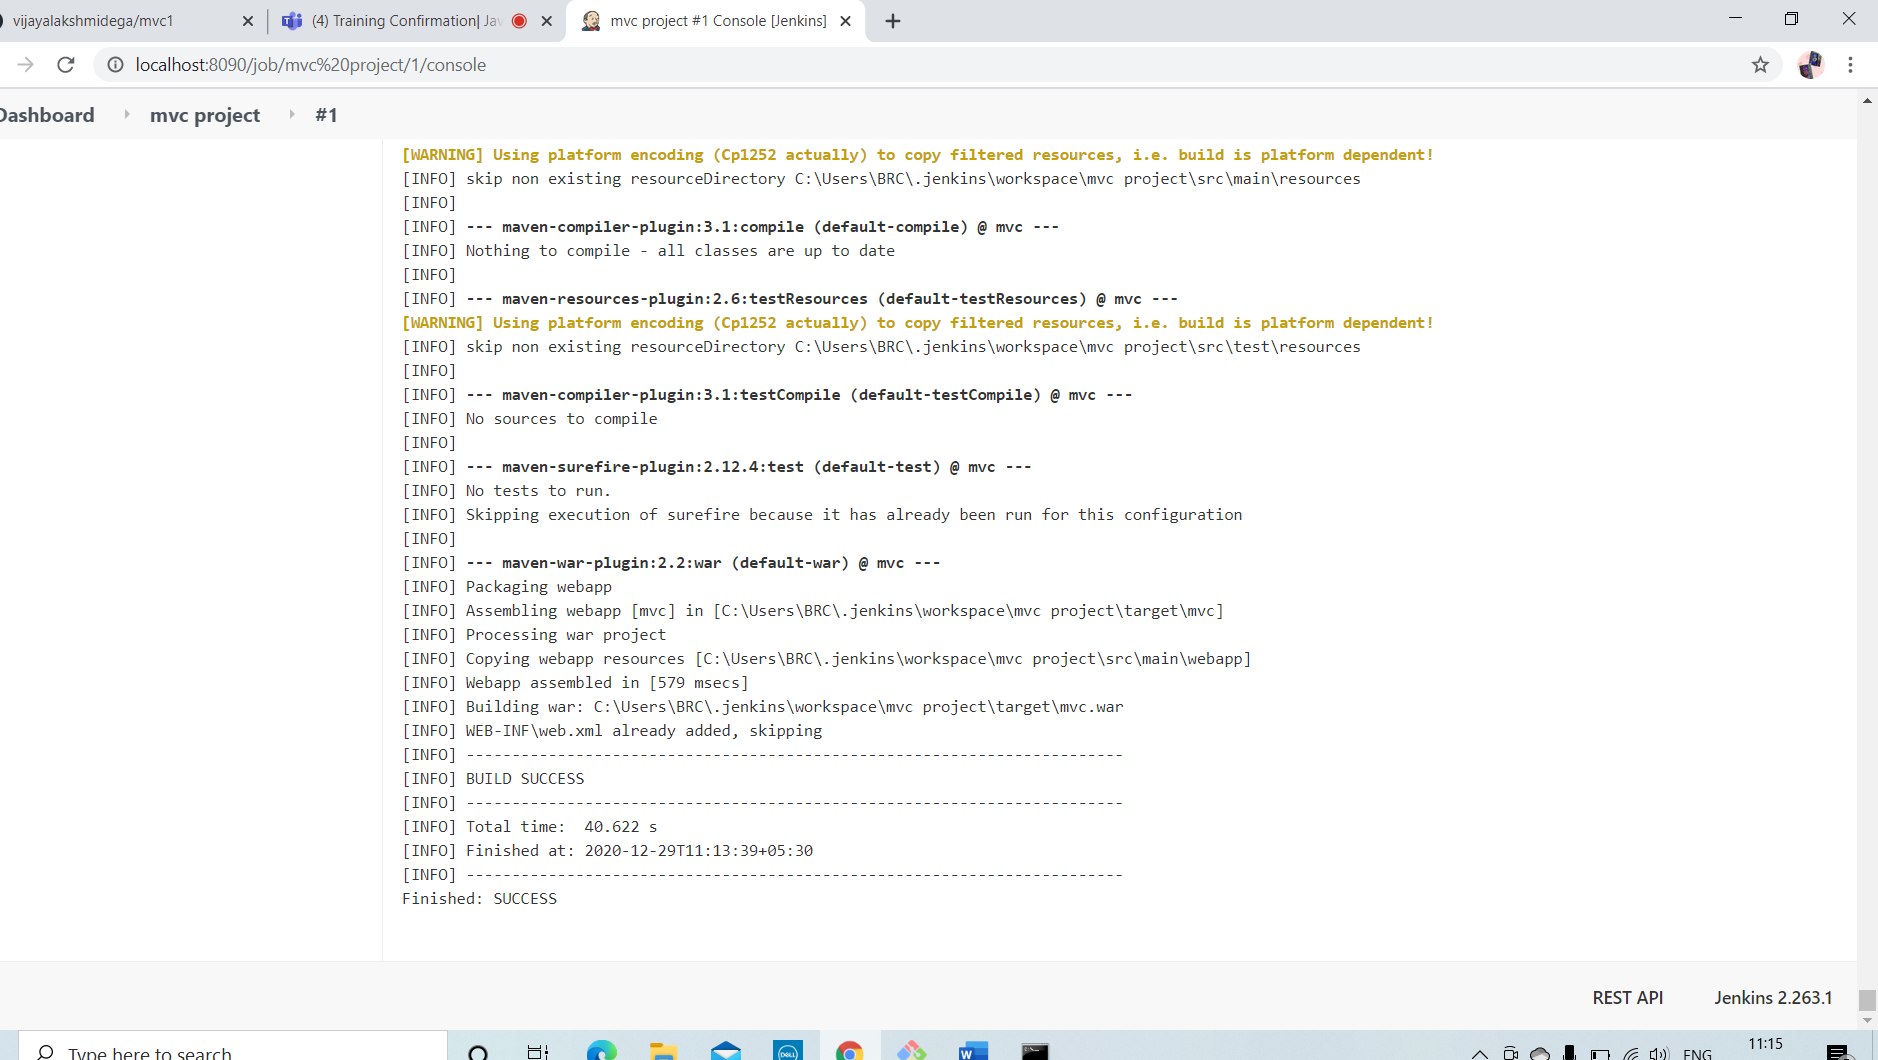 vijayalakshmidega/mvc1
(4) Training Confirmation| Jav
mvc project #1 Console [Jenkins]
localhost:8090/job/mvc%20project/1/console
Dashboard mvc project #1
[WARNING] Using platform encoding (Cp1252 actually) to copy filtered resources, i.e. build is platform dependent!
[INFO] skip non existing resourceDirectory C:\Users\BRC\.jenkins\workspace\mvc project\src\main\resources
[INFO]
[INFO] --- maven-compiler-plugin:3.1:compile (default-compile) @ mvc ---
[INFO] Nothing to compile - all classes are up to date
[INFO]
[INFO] --- maven-resources-plugin:2.6:testResources (default-testResources) @ mvc ---
[WARNING] Using platform encoding (Cp1252 actually) to copy filtered resources, i.e. build is platform dependent!
[INFO] skip non existing resourceDirectory C:\Users\BRC\.jenkins\workspace\mvc project\src\test\resources
[INFO]
[INFO] --- maven-compiler-plugin:3.1:testCompile (default-testCompile) @ mvc ---
[INFO] No sources to compile
[INFO]
[INFO] --- maven-surefire-plugin:2.12.4:test (default-test) @ mvc ---
[INFO] No tests to run.
[INFO] Skipping execution of surefire because it has already been run for this configuration
[INFO]
[INFO] --- maven-war-plugin:2.2:war (default-war) @ mvc ---
[INFO] Packaging webapp
[INFO] Assembling webapp [mvc] in [C:\Users\BRC\.jenkins\workspace\mvc project\target\mvc]
[INFO] Processing war project
[INFO] Copying webapp resources [C:\Users\BRC\.jenkins\workspace\mvc project\src\main\webapp]
[INFO] Webapp assembled in [579 msecs]
[INFO] Building war: C:\Users\BRC\.jenkins\workspace\mvc project\target\mvc.war
[INFO] WEB-INF\web.xml already added, skipping
[INFO] ------------------------------------------------------------------------
[INFO] BUILD SUCCESS
[INFO] ------------------------------------------------------------------------
[INFO] Total time:  40.622 s
[INFO] Finished at: 2020-12-29T11:13:39+05:30
[INFO] ------------------------------------------------------------------------
Finished: SUCCESS
REST API Jenkins 2.263.1
Type here to search
DELL
W
ENG
11:15